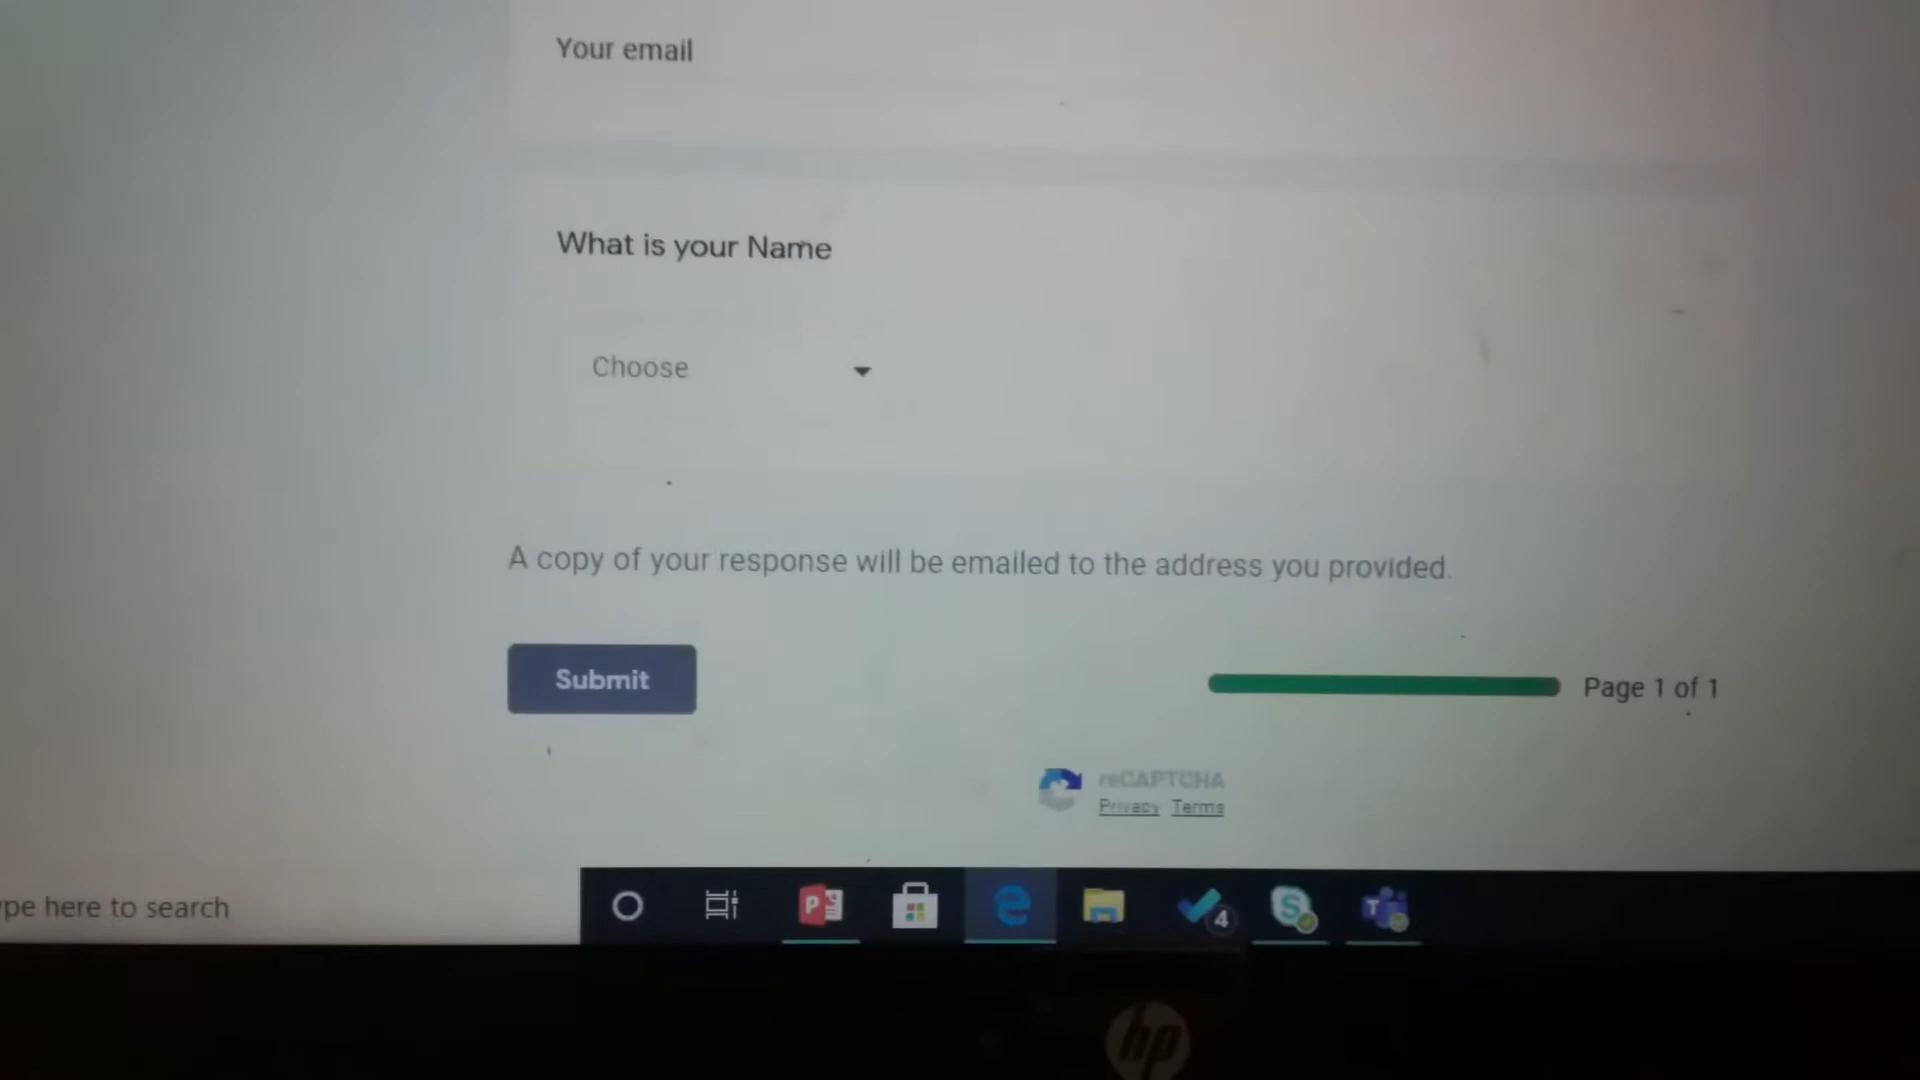 Your email
What is your Name
Choose
A copy of your response will be emailed to the address you provided.
Submit
Page 1 of 1
reCAPTCHA
Privacy Terms
pe here to search
P
4
S
T
hp